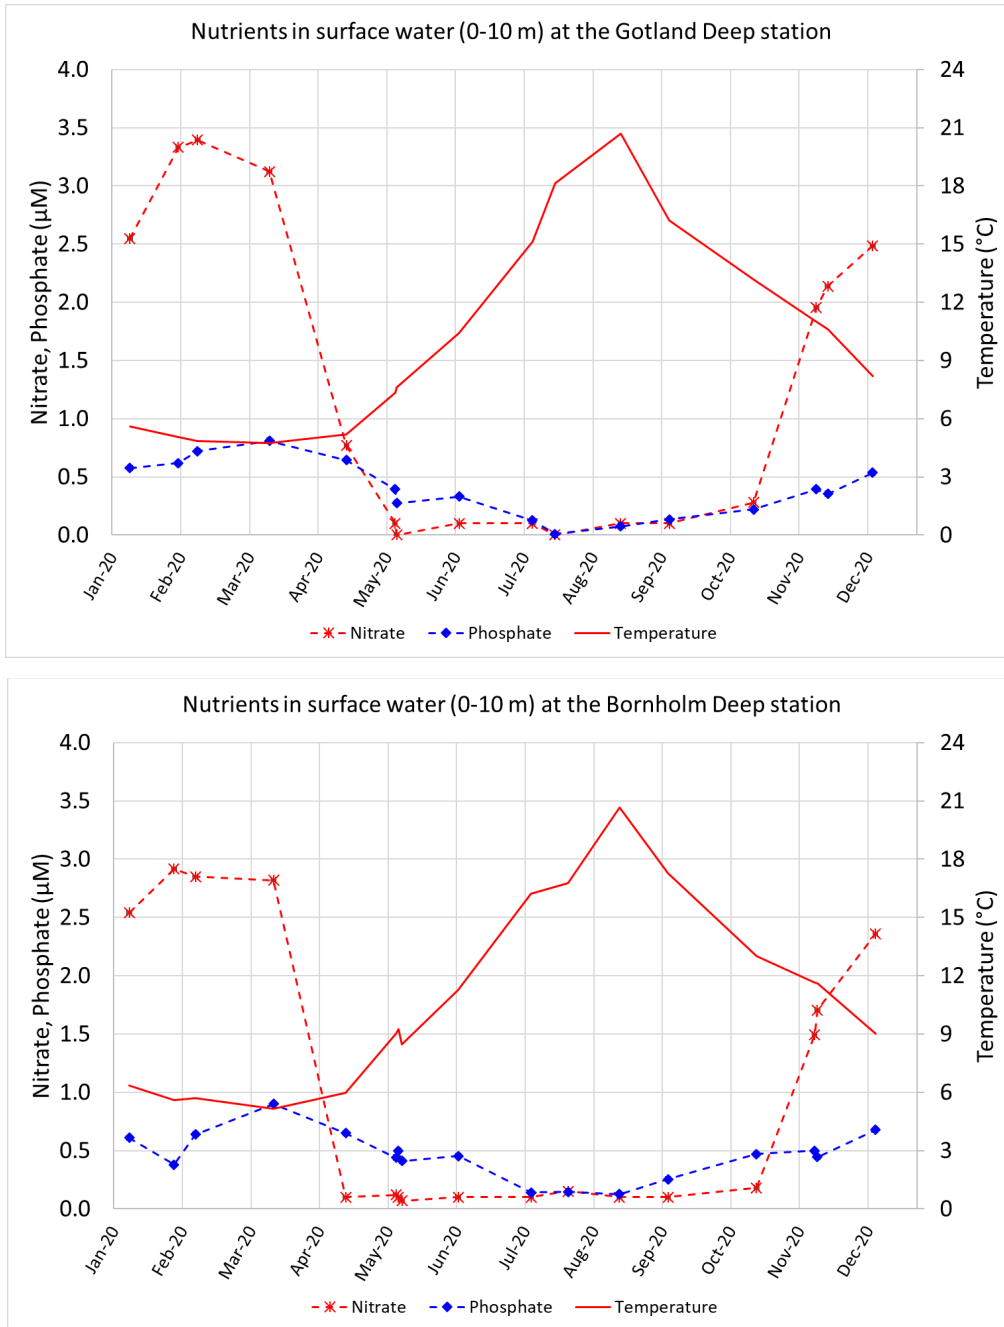 Nutrients in surface water (0-10 m) at the Gotland Deep station
4.0
3.5
3.0
2.5
2.0
1.5
1.0
0.5
0.0
Nitrate, Phosphate (µM)
24
21
18
15
12
9
6
3
0
Temperature (°C)
Jan-20
Feb-20
Mar-20
Apr-20
May-20
Jun-20
Jul-20
Aug-20
Sep-20
Oct-20
Nov-20
Dec-20
Nitrate Phosphate Temperature
Nutrients in surface water (0-10 m) at the Bornholm Deep station
4.0
3.5
3.0
2.5
2.0
1.5
1.0
0.5
0.0
Nitrate, Phosphate (µM)
24
21
18
15
12
9
6
3
0
Temperature (°C)
Jan-20
Feb-20
Mar-20
Apr-20
May-20
Jun-20
Jul-20
Aug-20
Sep-20
Oct-20
Nov-20
Dec-20
Nitrate Phosphate Temperature